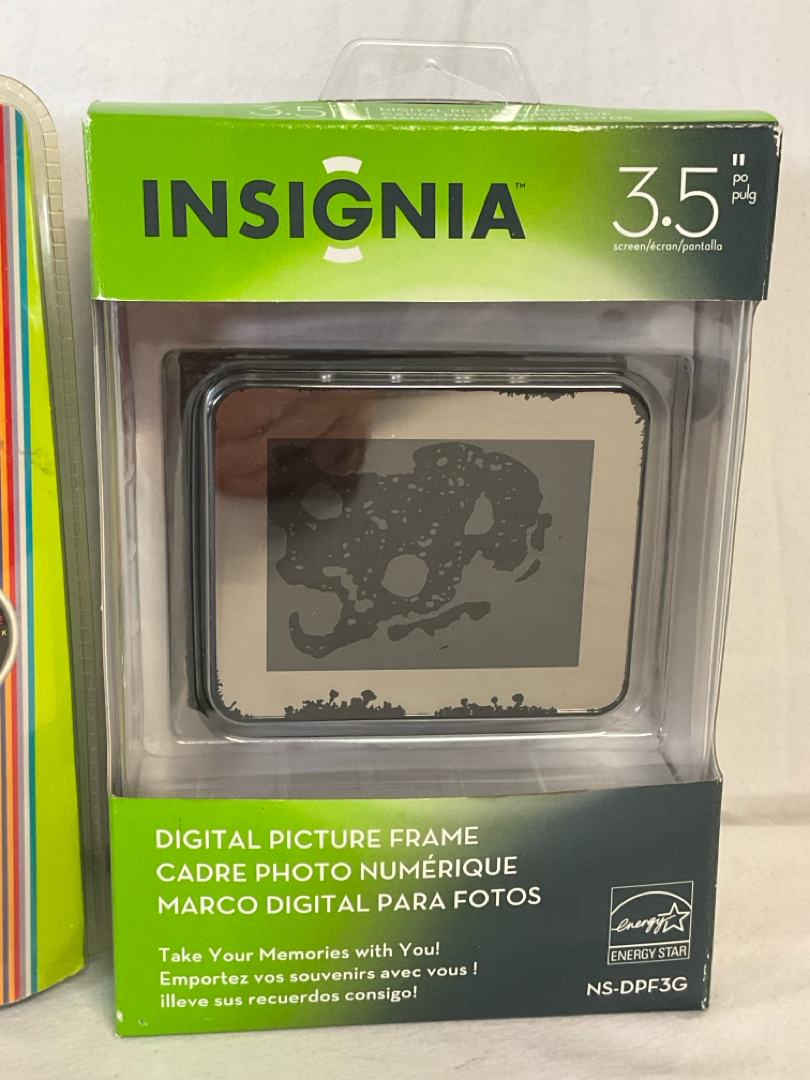 INSIGNIA™
3.5"
po
pulg
screen/écran/pantalla
DIGITAL PICTURE FRAME
CADRE PHOTO NUMÉRIQUE
MARCO DIGITAL PARA FOTOS
Take Your Memories with You!
Emportez vos souvenirs avec vous !
¡lleve sus recuerdos consigo!
energy
ENERGY STAR
NS-DPF3G